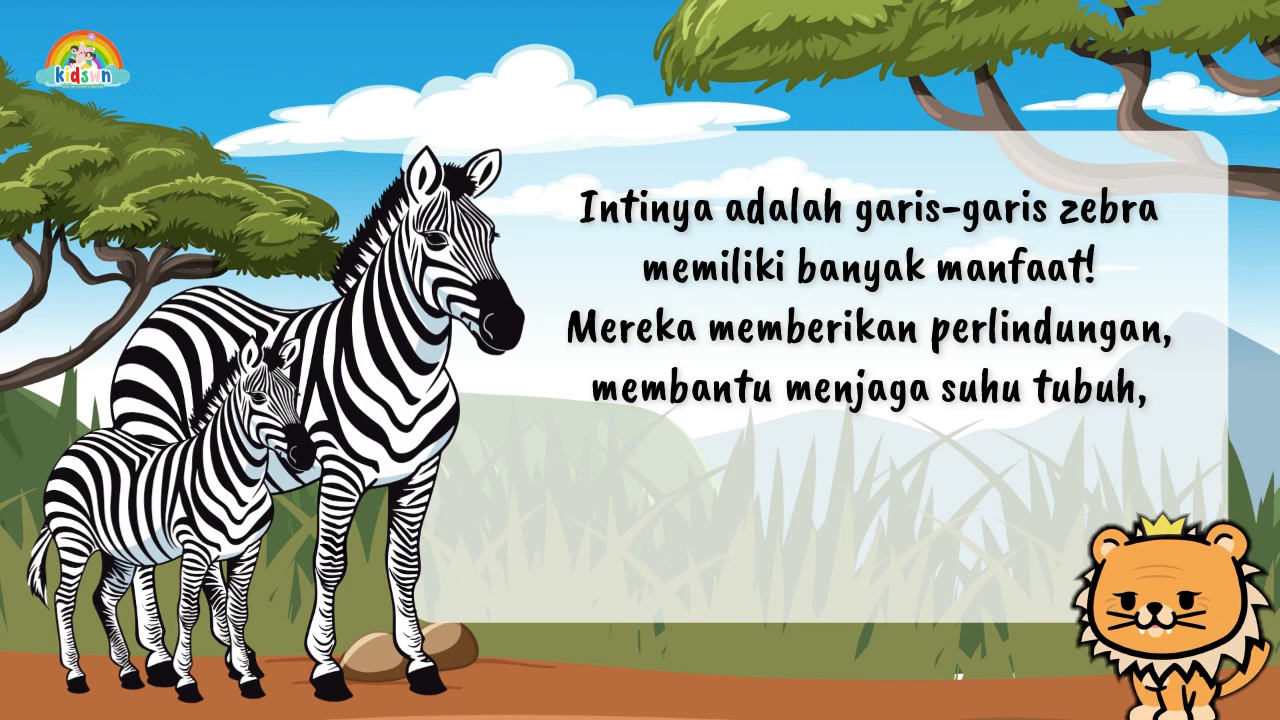 kidswn
Intinya adalah garis-garis zebra
memiliki banyak manfaat!
Mereka memberikan perlindungan,
membantu menjaga suhu tubuh,